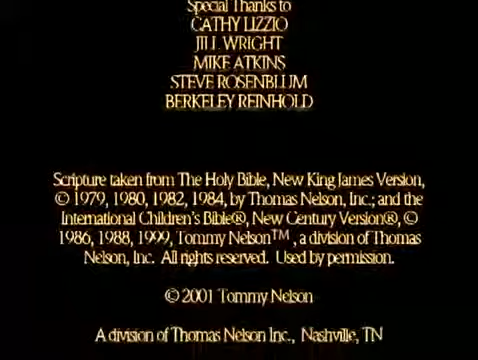 Special Thanks to
CATHY LIZZIO
JILL WRIGHT
MIKE ATKINS
STEVE ROSENBLUM
BERKELEY REINHOLD
Scripture taken from The Holy Bible, New King James Version,
© 1979, 1980, 1982, 1984, by Thomas Nelson, Inc.; and the
International Children's Bible®, New Century Version®, ©
1986, 1988, 1999, Tommy Nelson™, a division of Thomas
Nelson, Inc. All rights reserved. Used by permission.
© 2001 Tommy Nelson
A division of Thomas Nelson Inc., Nashville, TN